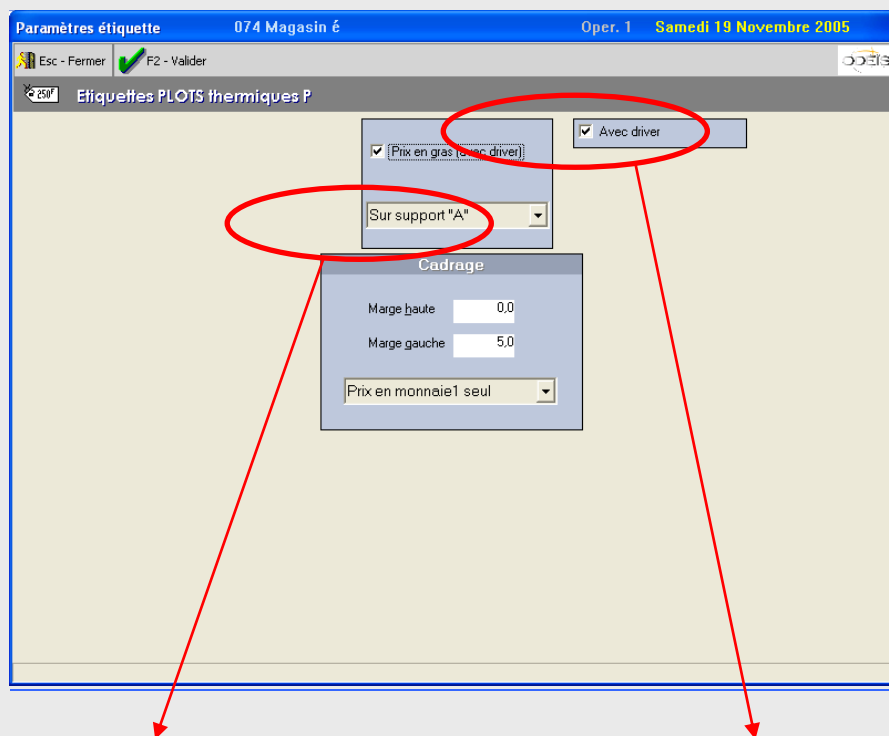 Paramètres étiquette 074 Magasin é Oper. 1 Samedi 19 Novembre 2005
Esc - Fermer F2 - Valider
250F Etiquettes PLOTS thermiques P
Avec driver
Prix en gras (avec driver)
Sur support "A"
Cadrage
Marge haute 0,0
Marge gauche 5,0
Prix en monnaie1 seul